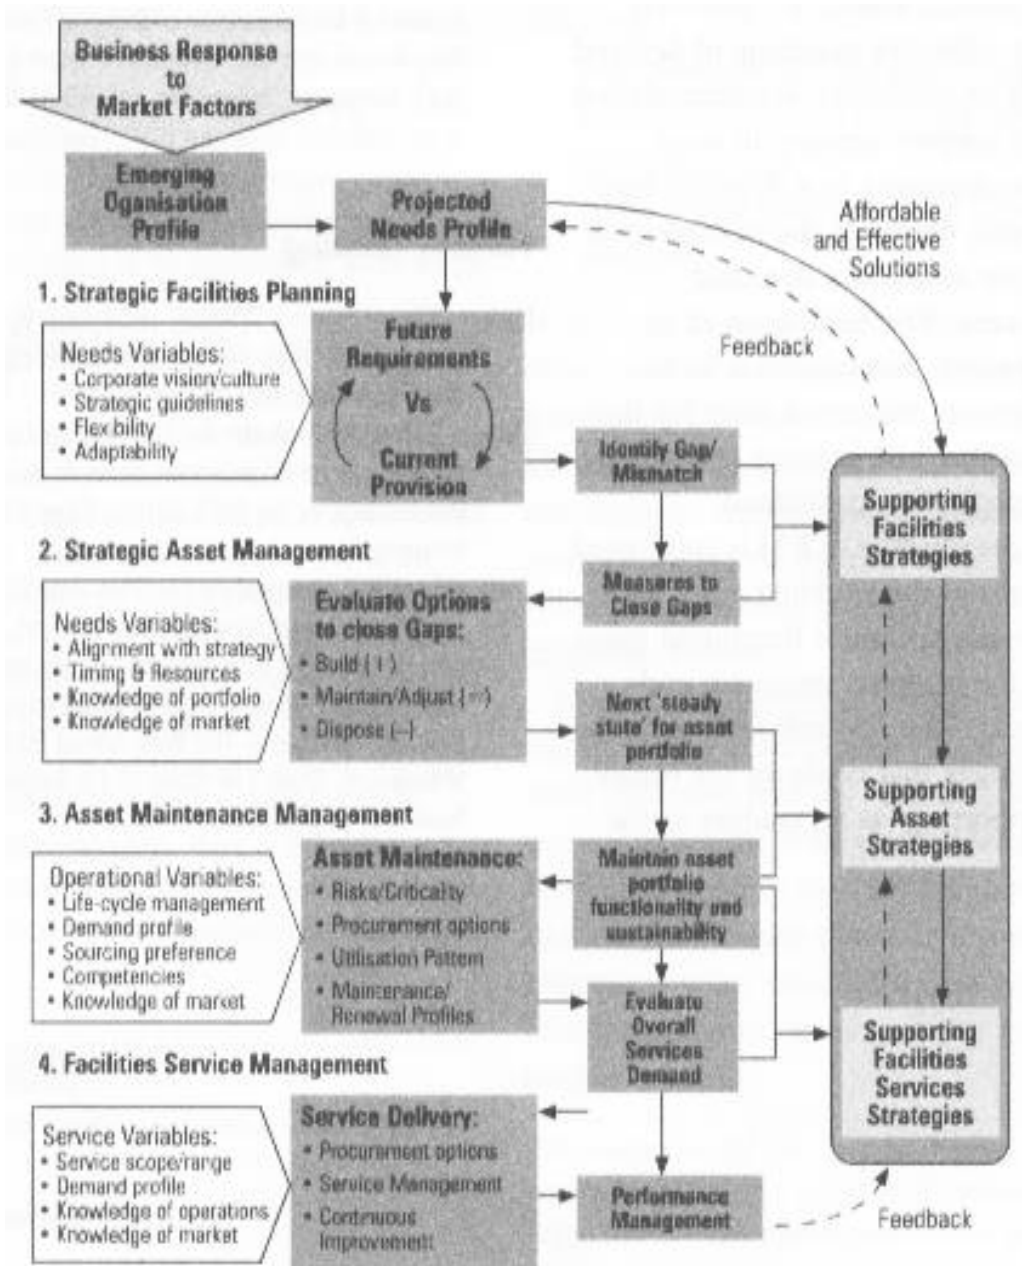 Business Response
to
Market Factors
Emerging
Oganisation
Profile
Projected
Needs Profile
Affordable
and Effective
Solutions
Feedback
1. Strategic Facilities Planning
Needs Variables:
• Corporate vision/culture
• Strategic guidelines
• Flexibility
• Adaptability
Future
Requirements
Vs
Current
Provision
Identify Gap/
Mismatch
Supporting
Facilities
Strategies
2. Strategic Asset Management
Measures to
Close Gaps
Needs Variables:
• Alignment with strategy
• Timing & Resources
• Knowledge of portfolio
• Knowledge of market
Evaluate Options
to close Gaps:
• Build (+)
• Maintain/Adjust (=)
• Dispose (–)
Next 'steady
state' for asset
portfolio
Supporting
Asset
Strategies
3. Asset Maintenance Management
Operational Variables:
• Life-cycle management
• Demand profile
• Sourcing preference
• Competencies
• Knowledge of market
Asset Maintenance:
• Risks/Criticality
• Procurement options
• Utilisation Pattern
• Maintenance/
Renewal Profiles
Maintain asset
portfolio
functionality and
sustainability
Evaluate
Overall
Services
Demand
Supporting
Facilities
Services
Strategies
4. Facilities Service Management
Service Variables:
• Service scope/range
• Demand profile
• Knowledge of operations
• Knowledge of market
Service Delivery:
• Procurement options
• Service Management
• Continuous
Improvement
Performance
Management
Feedback